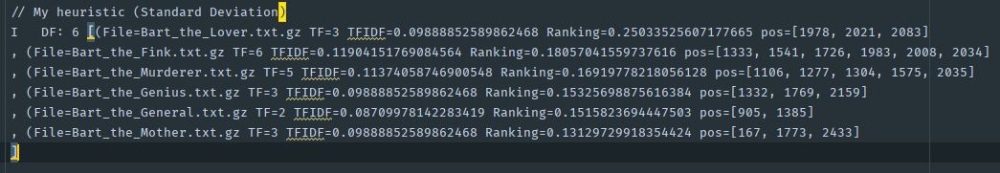 // My heuristic (Standard Deviation)
I   DF: 6 [(File=Bart_the_Lover.txt.gz TF=3 TFIDF=0.09888852589862468 Ranking=0.25033525607177665 pos=[1978, 2021, 2083]
, (File=Bart_the_Fink.txt.gz TF=6 TFIDF=0.11904151769084564 Ranking=0.18057041559737616 pos=[1333, 1541, 1726, 1983, 2008, 2034]
, (File=Bart_the_Murderer.txt.gz TF=5 TFIDF=0.11374058746900548 Ranking=0.16919778218056128 pos=[1106, 1277, 1304, 1575, 2035]
, (File=Bart_the_Genius.txt.gz TF=3 TFIDF=0.09888852589862468 Ranking=0.15325698875616384 pos=[1332, 1769, 2159]
, (File=Bart_the_General.txt.gz TF=2 TFIDF=0.08709978142283419 Ranking=0.1515823694447503 pos=[905, 1385]
, (File=Bart_the_Mother.txt.gz TF=3 TFIDF=0.09888852589862468 Ranking=0.13129729918354424 pos=[167, 1773, 2433]
]